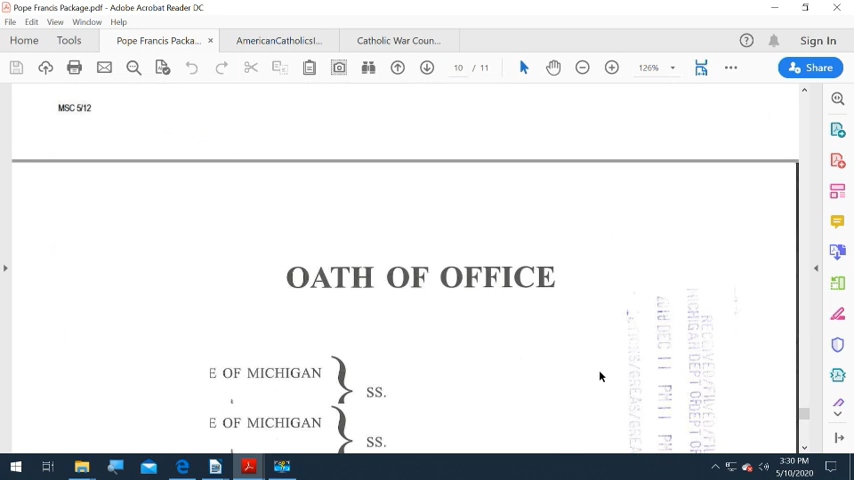 Pope Francis Package.pdf - Adobe Acrobat Reader DC
File Edit View Window Help
Home Tools Pope Francis Packa... × AmericanCatholicsI... Catholic War Coun... Sign In
10 / 11 126% Share
MSC 5/12
OATH OF OFFICE
E OF MICHIGAN
SS.
E OF MICHIGAN
SS.
3:30 PM
5/10/2020